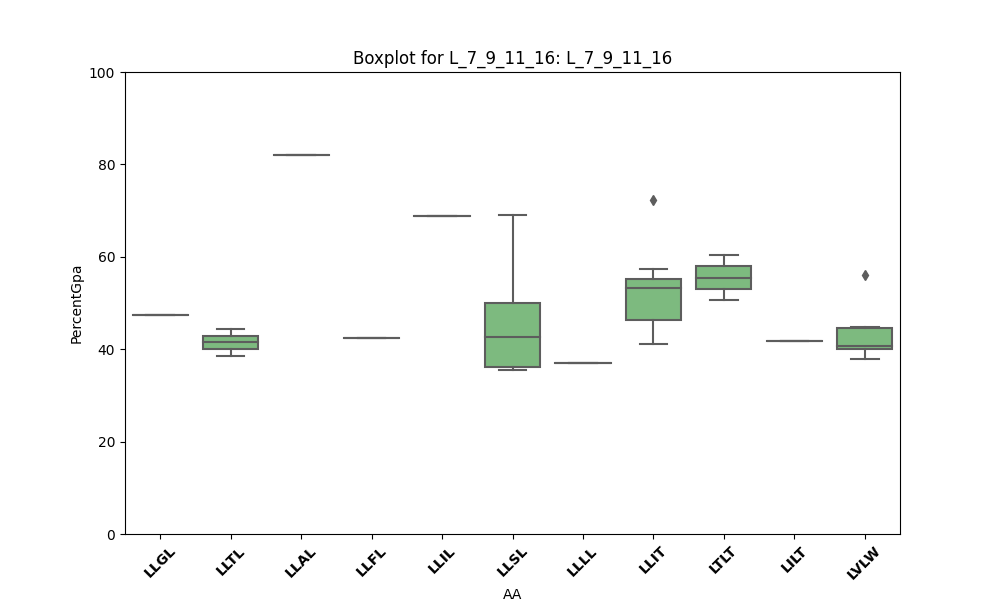 Boxplot for L_7_9_11_16: L_7_9_11_16
PercentGpa
100
80
60
40
20
0
LLGL LLTL LLAL LLFL LLIL LLSL LLLL LLIT LTLT LILT LVLW
AA